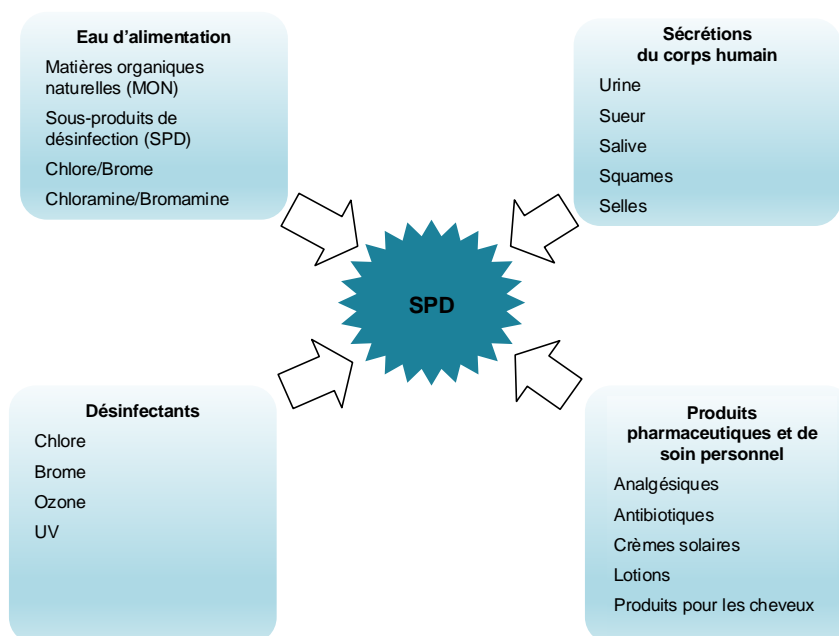 Eau d'alimentation
Matières organiques
naturelles (MON)
Sous-produits de
désinfection (SPD)
Chlore/Brome
Chloramine/Bromamine
Sécrétions
du corps humain
Urine
Sueur
Salive
Squames
Selles
SPD
Désinfectants
Chlore
Brome
Ozone
UV
Produits
pharmaceutiques et de
soin personnel
Analgésiques
Antibiotiques
Crèmes solaires
Lotions
Produits pour les cheveux